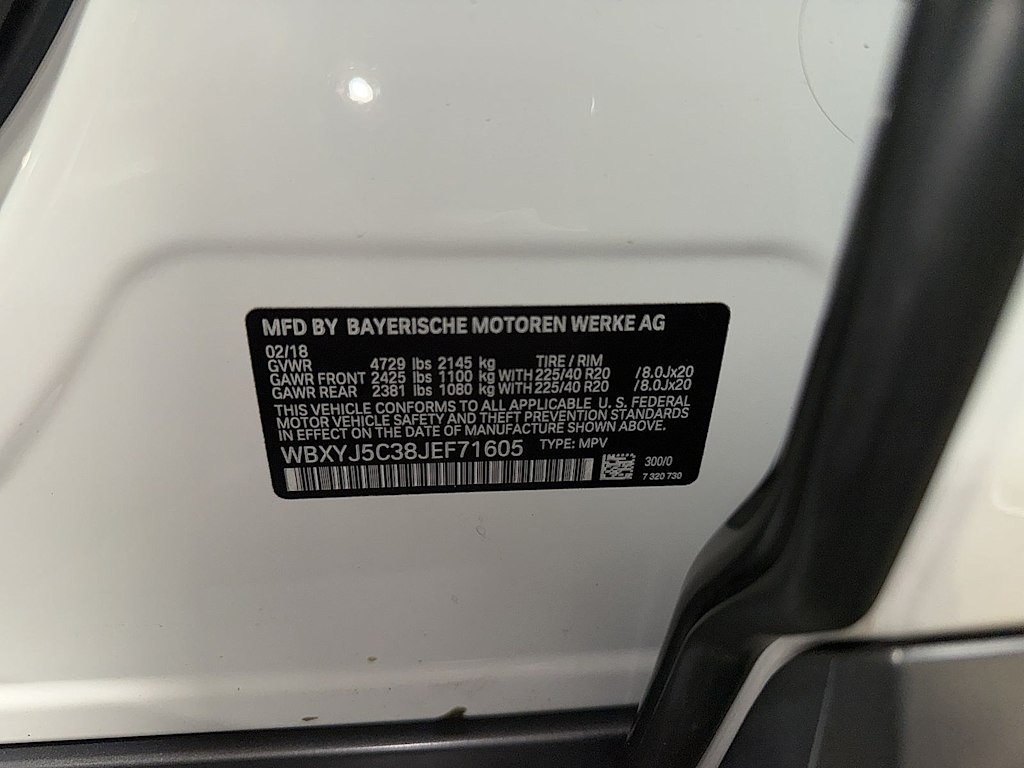 MFD BY BAYERISCHE MOTOREN WERKE AG
02/18
GVWR 4729 lbs 2145 kg TIRE / RIM
GAWR FRONT 2425 lbs 1100 kg WITH 225/40 R20 /8.0Jx20
GAWR REAR 2381 lbs 1080 kg WITH 225/40 R20 /8.0Jx20
THIS VEHICLE CONFORMS TO ALL APPLICABLE U. S. FEDERAL
MOTOR VEHICLE SAFETY AND THEFT PREVENTION STANDARDS
IN EFFECT ON THE DATE OF MANUFACTURE SHOWN ABOVE.
WBXYJ5C38JEF71605 TYPE: MPV
300/0
7 320 730